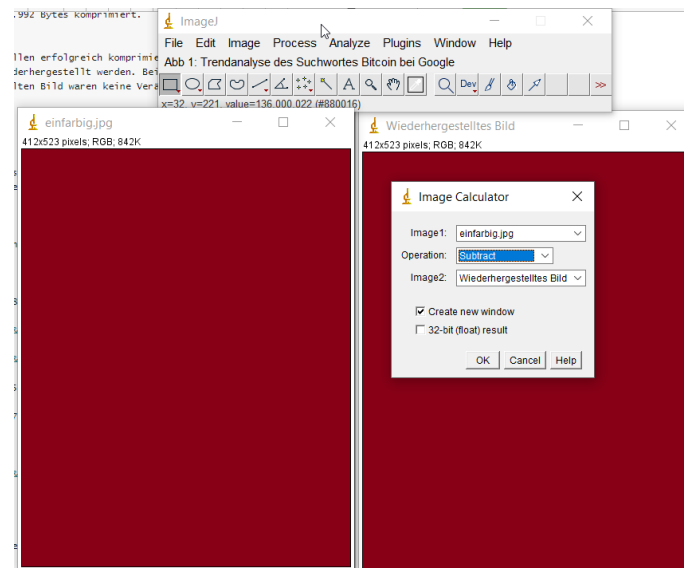 .992 Bytes komprimiert.
llen erfolgreich komprimie
derhergestellt werden. Bei
lten Bild waren keine Verä
ImageJ
File Edit Image Process Analyze Plugins Window Help
Abb 1: Trendanalyse des Suchwortes Bitcoin bei Google
A Dev >>
x=32, y=221, value=136,000,022 (#880016)
einfarbig.jpg
412x523 pixels; RGB; 842K
Wiederhergestelltes Bild
412x523 pixels; RGB; 842K
Image Calculator
Image1: einfarbig.jpg
Operation: Subtract
Image2: Wiederhergestelltes Bild
Create new window
32-bit (float) result
OK Cancel Help